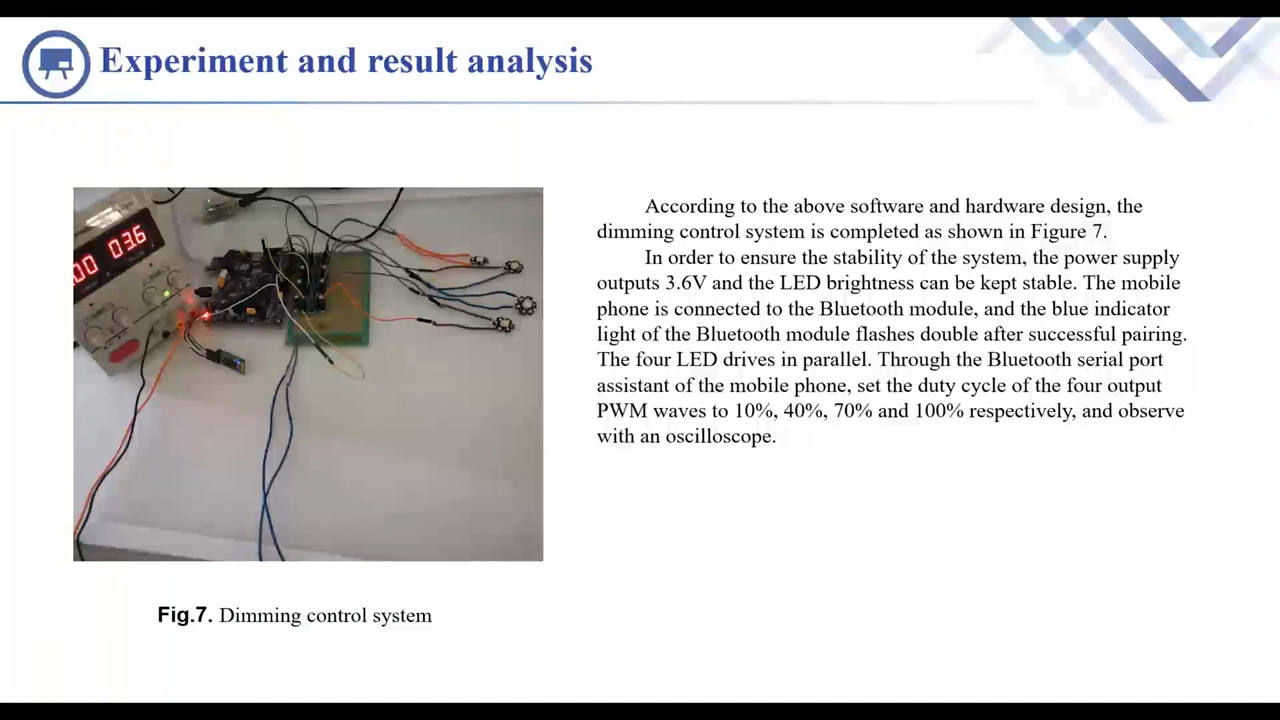 Experiment and result analysis
00 03.6
According to the above software and hardware design, the
dimming control system is completed as shown in Figure 7.
In order to ensure the stability of the system, the power supply
outputs 3.6V and the LED brightness can be kept stable. The mobile
phone is connected to the Bluetooth module, and the blue indicator
light of the Bluetooth module flashes double after successful pairing.
The four LED drives in parallel. Through the Bluetooth serial port
assistant of the mobile phone, set the duty cycle of the four output
PWM waves to 10%, 40%, 70% and 100% respectively, and observe
with an oscilloscope.
Fig.7. Dimming control system